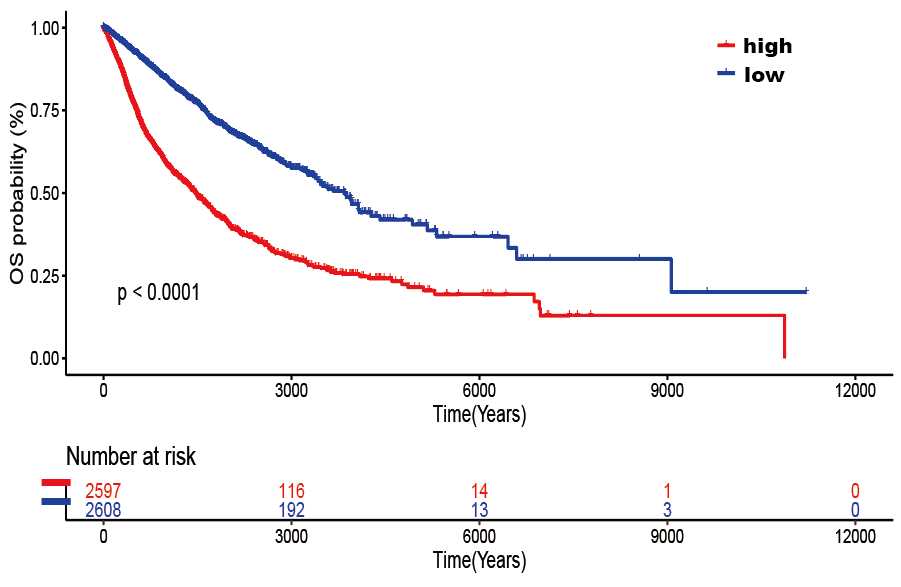 high
low
OS probability (%)
1.00
0.75
0.50
0.25
0.00
p < 0.0001
0 3000 6000 9000 12000
Time(Years)
Number at risk
2597 116 14 1 0
2608 192 13 3 0
0 3000 6000 9000 12000
Time(Years)